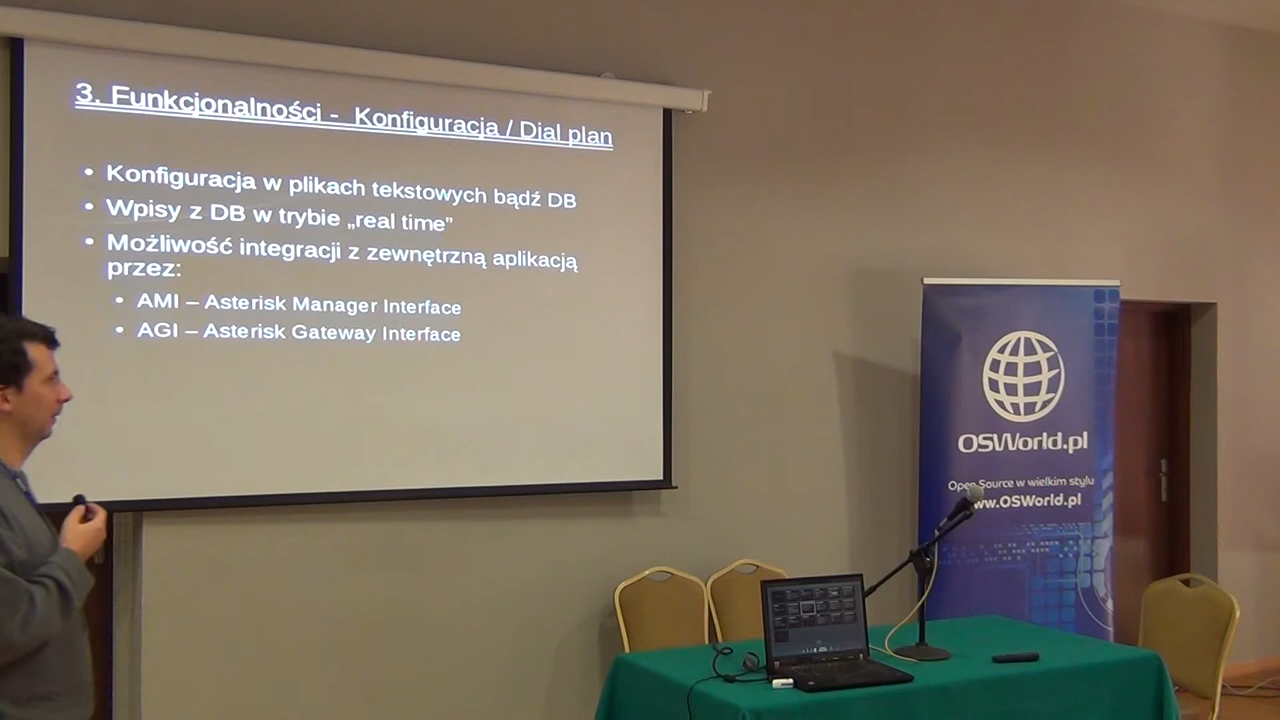 3. Funkcjonalności - Konfiguracja / Dial plan
• Konfiguracja w plikach tekstowych bądź DB
• Wpisy z DB w trybie „real time”
• Możliwość integracji z zewnętrzną aplikacją
przez:
• AMI – Asterisk Manager Interface
• AGI – Asterisk Gateway Interface
OSWorld.pl
Open Source w wielkim stylu
www.OSWorld.pl